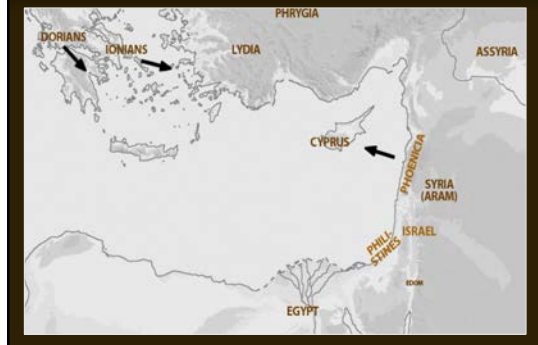 PHRYGIA
DORIANS
IONIANS
LYDIA
ASSYRIA
CYPRUS
PHOENICIA
SYRIA
(ARAM)
PHILI-
STINES
ISRAEL
EDOM
EGYPT